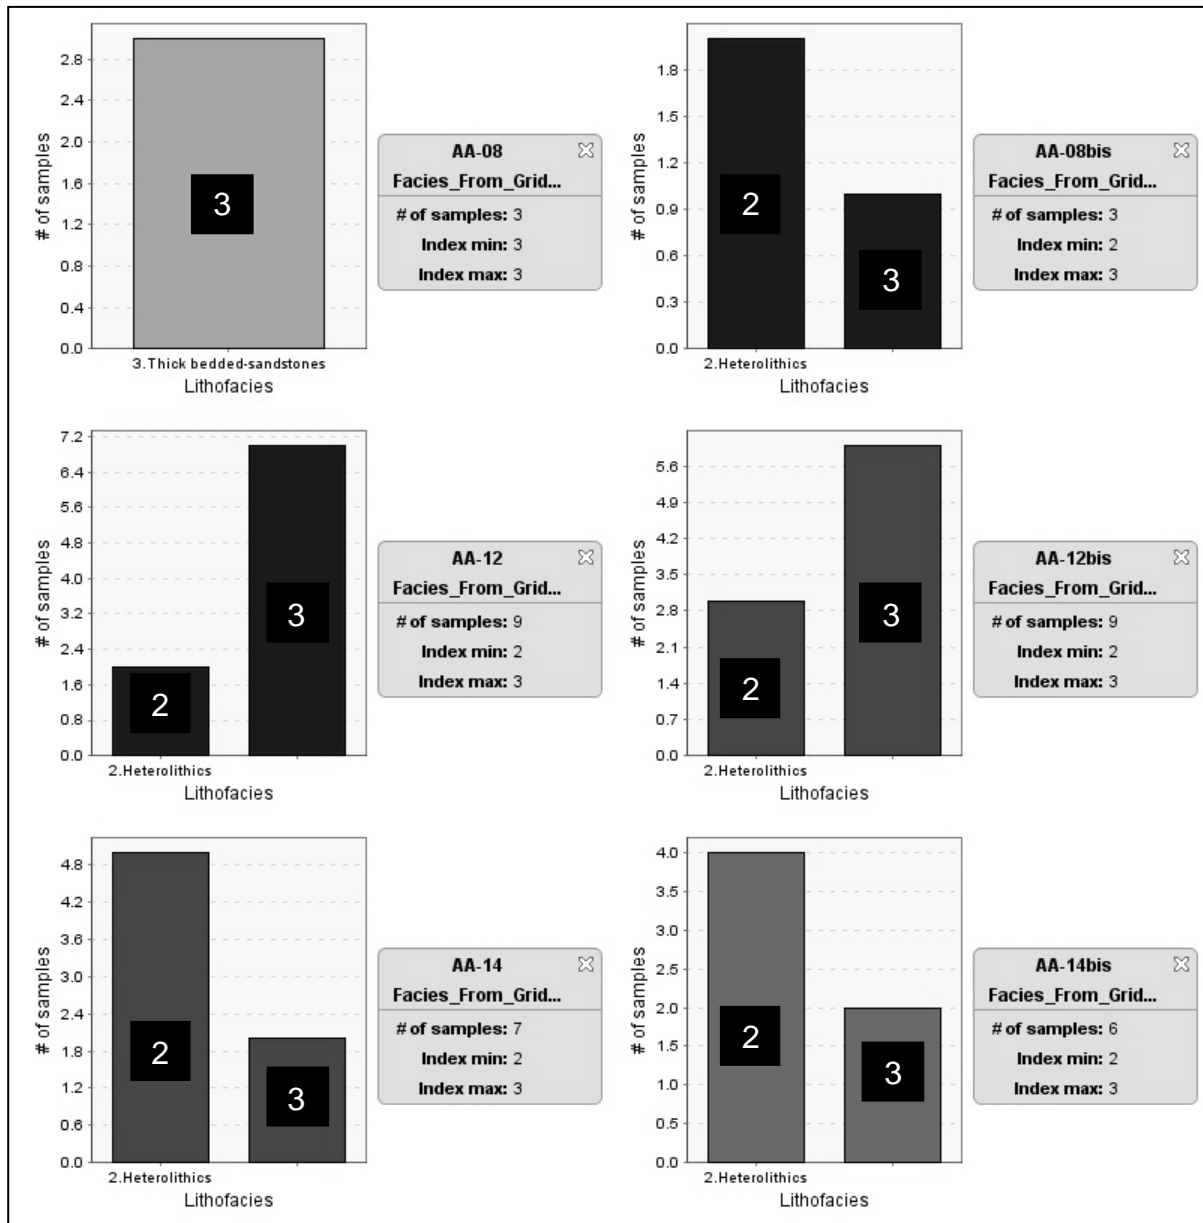 2.8
2.4
2.0
1.6
1.2
0.8
0.4
0.0
# of samples
3
3.Thick bedded-sandstones
Lithofacies
AA-08
Facies_From_Grid...
# of samples: 3
Index min: 3
Index max: 3
1.8
1.5
1.2
0.9
0.6
0.3
0.0
# of samples
2
3
2.Heterolithics
Lithofacies
AA-08bis
Facies_From_Grid...
# of samples: 3
Index min: 2
Index max: 3
7.2
6.4
5.6
4.8
4.0
3.2
2.4
1.6
0.8
0.0
# of samples
2
3
2.Heterolithics
Lithofacies
AA-12
Facies_From_Grid...
# of samples: 9
Index min: 2
Index max: 3
5.6
4.9
4.2
3.5
2.8
2.1
1.4
0.7
0.0
# of samples
2
3
2.Heterolithics
Lithofacies
AA-12bis
Facies_From_Grid...
# of samples: 9
Index min: 2
Index max: 3
4.8
4.2
3.6
3.0
2.4
1.8
1.2
0.6
0.0
# of samples
2
3
2.Heterolithics
Lithofacies
AA-14
Facies_From_Grid...
# of samples: 7
Index min: 2
Index max: 3
4.0
3.5
3.0
2.5
2.0
1.5
1.0
0.5
0.0
# of samples
2
3
2.Heterolithics
Lithofacies
AA-14bis
Facies_From_Grid...
# of samples: 6
Index min: 2
Index max: 3